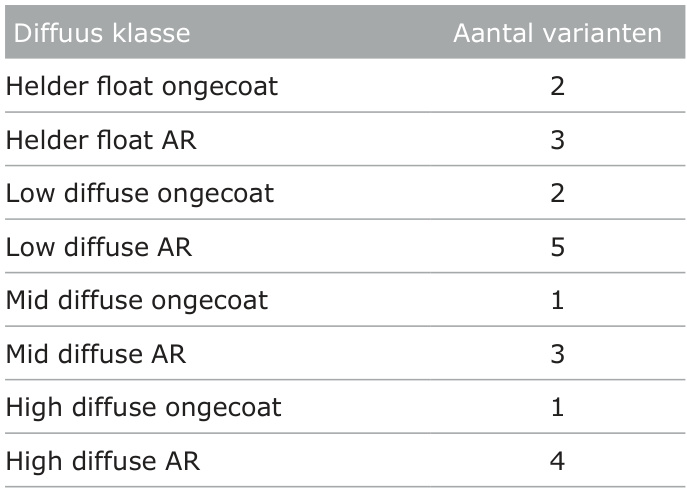 Diffuus klasse Aantal varianten
Helder float ongecoat 2
Helder float AR 3
Low diffuse ongecoat 2
Low diffuse AR 5
Mid diffuse ongecoat 1
Mid diffuse AR 3
High diffuse ongecoat 1
High diffuse AR 4